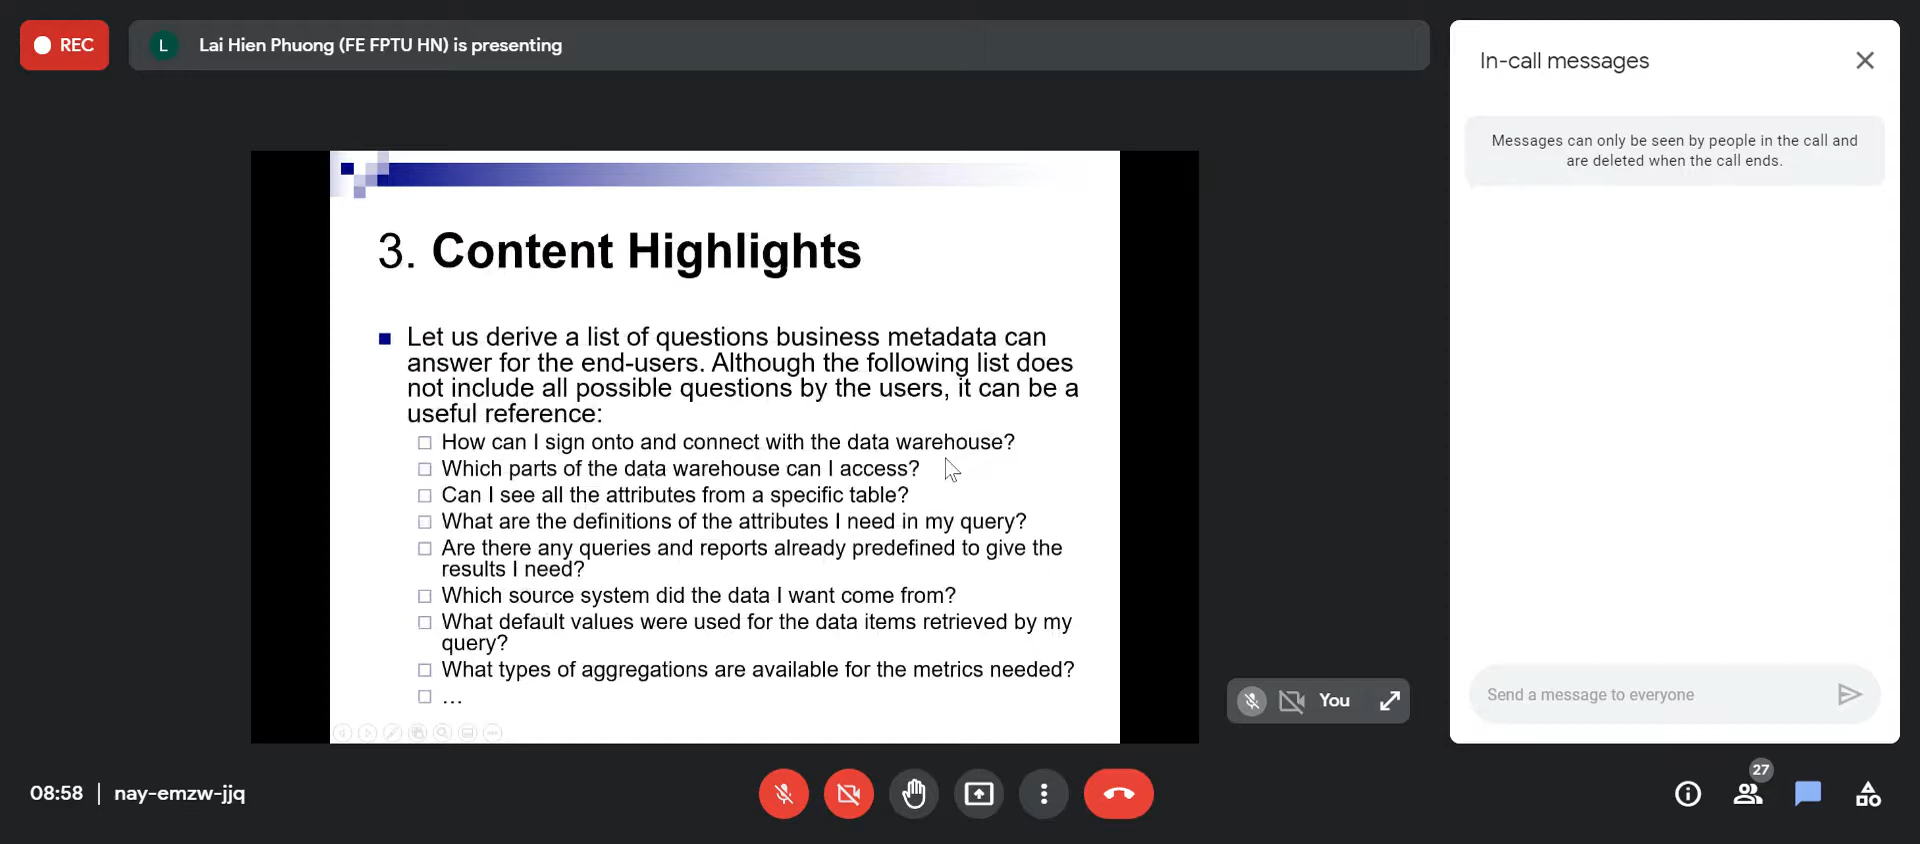 REC
L
Lai Hien Phuong (FE FPTU HN) is presenting
In-call messages
Messages can only be seen by people in the call and
are deleted when the call ends.
3. Content Highlights
Let us derive a list of questions business metadata can
answer for the end-users. Although the following list does
not include all possible questions by the users, it can be a
useful reference:
How can I sign onto and connect with the data warehouse?
Which parts of the data warehouse can I access?
Can I see all the attributes from a specific table?
What are the definitions of the attributes I need in my query?
Are there any queries and reports already predefined to give the
results I need?
Which source system did the data I want come from?
What default values were used for the data items retrieved by my
query?
What types of aggregations are available for the metrics needed?
...
You
Send a message to everyone
08:58 | nay-emzw-jjq
27